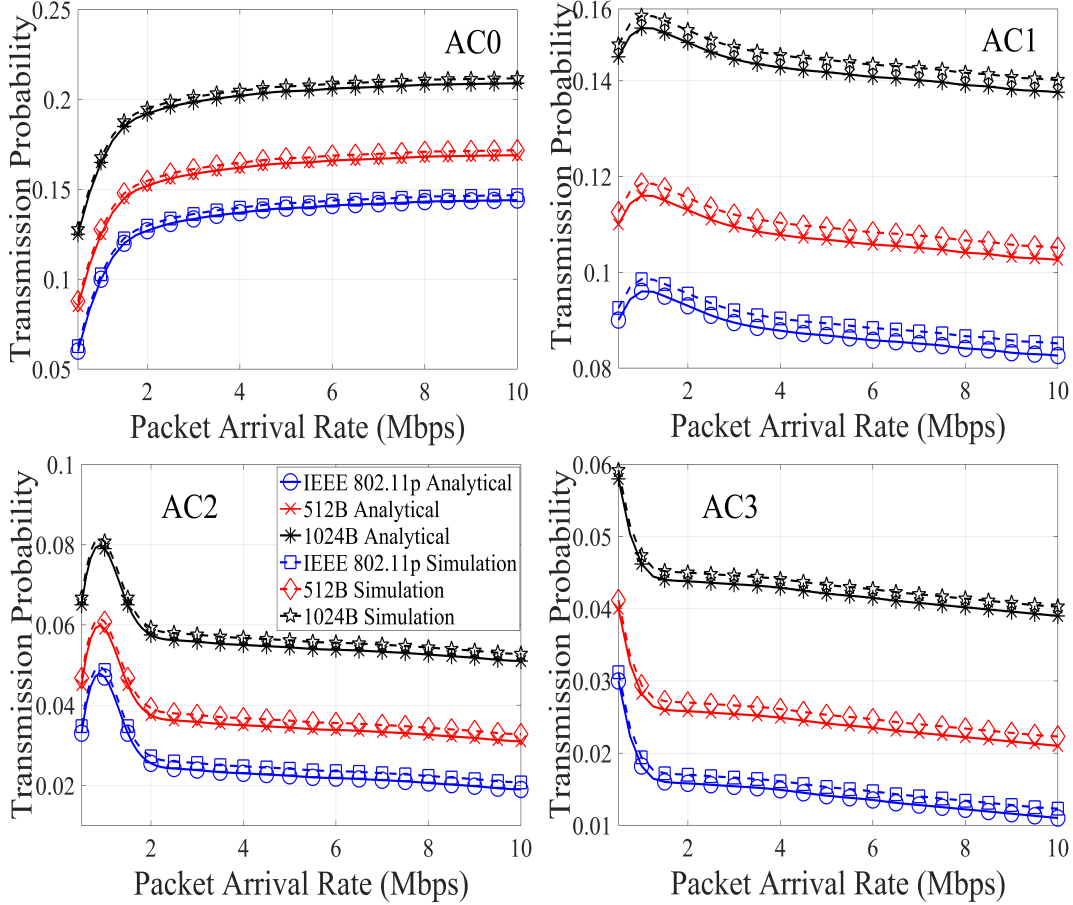 AC0
Transmission Probability
0.25
0.2
0.15
0.1
0.05
2 4 6 8 10
Packet Arrival Rate (Mbps)
AC1
Transmission Probability
0.16
0.14
0.12
0.1
0.08
2 4 6 8 10
Packet Arrival Rate (Mbps)
AC2
Transmission Probability
0.1
0.08
0.06
0.04
0.02
IEEE 802.11p Analytical
512B Analytical
1024B Analytical
IEEE 802.11p Simulation
512B Simulation
1024B Simulation
2 4 6 8 10
Packet Arrival Rate (Mbps)
AC3
Transmission Probability
0.06
0.05
0.04
0.03
0.02
0.01
2 4 6 8 10
Packet Arrival Rate (Mbps)